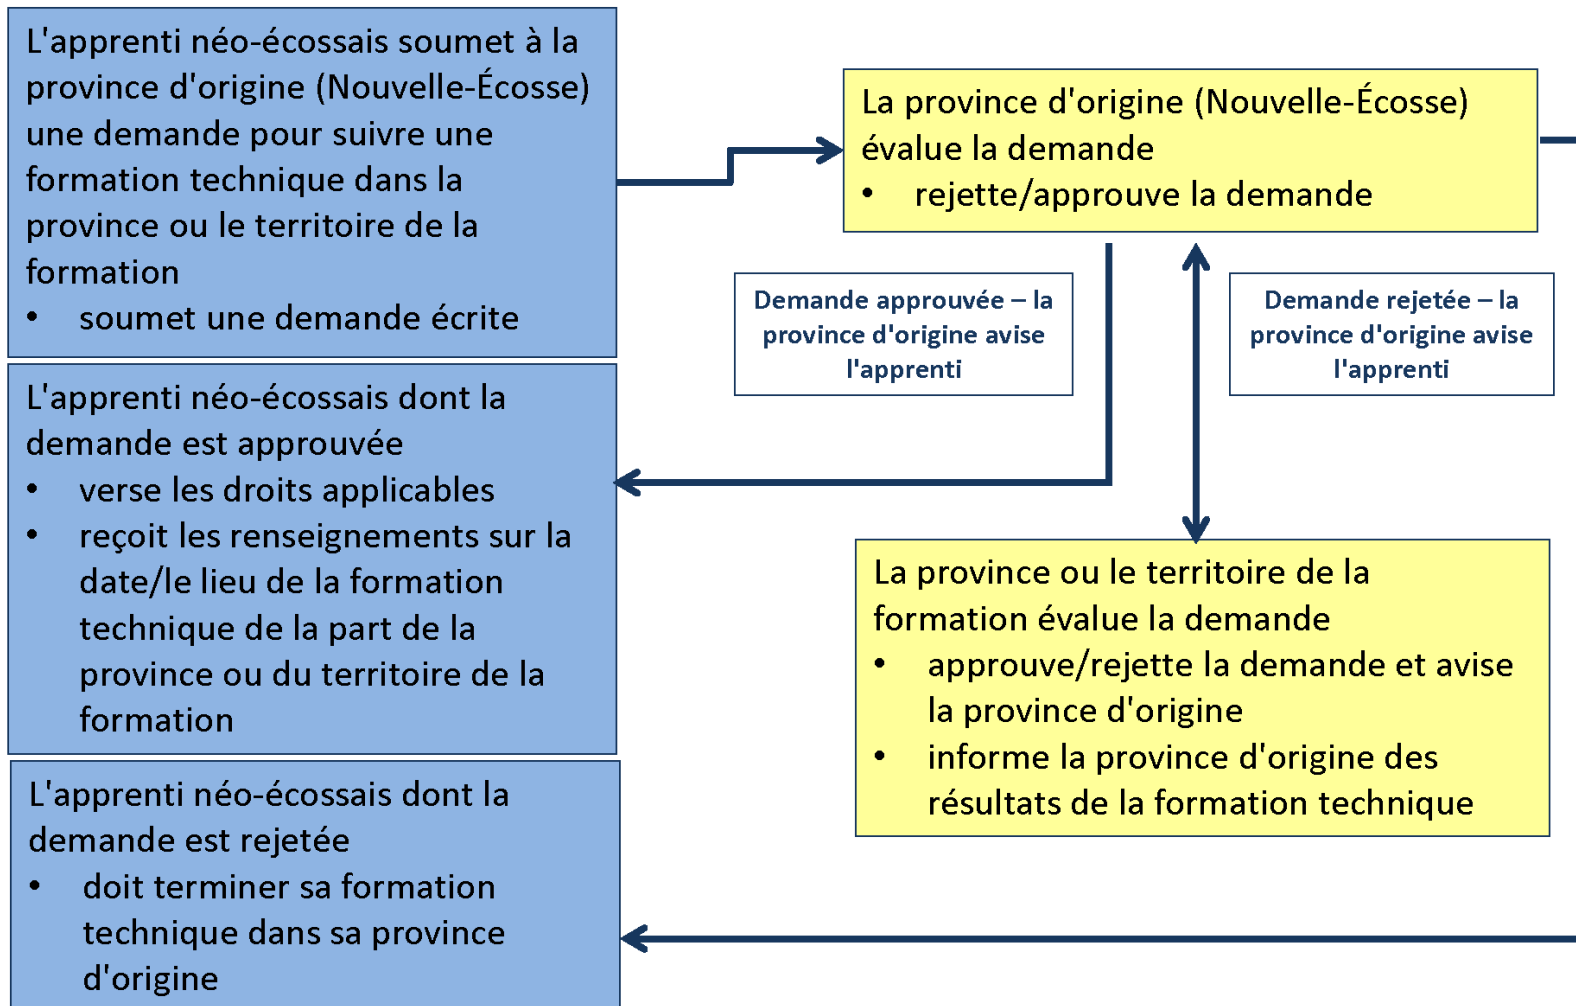 L'apprenti néo-écossais soumet à la
province d'origine (Nouvelle-Écosse)
une demande pour suivre une
formation technique dans la
province ou le territoire de la
formation
• soumet une demande écrite
La province d'origine (Nouvelle-Écosse)
évalue la demande
• rejette/approuve la demande
Demande approuvée – la
province d'origine avise
l'apprenti
Demande rejetée – la
province d'origine avise
l'apprenti
L'apprenti néo-écossais dont la
demande est approuvée
• verse les droits applicables
• reçoit les renseignements sur la
date/le lieu de la formation
technique de la part de la
province ou du territoire de la
formation
La province ou le territoire de la
formation évalue la demande
• approuve/rejette la demande et avise
la province d'origine
• informe la province d'origine des
résultats de la formation technique
L'apprenti néo-écossais dont la
demande est rejetée
• doit terminer sa formation
technique dans sa province
d'origine